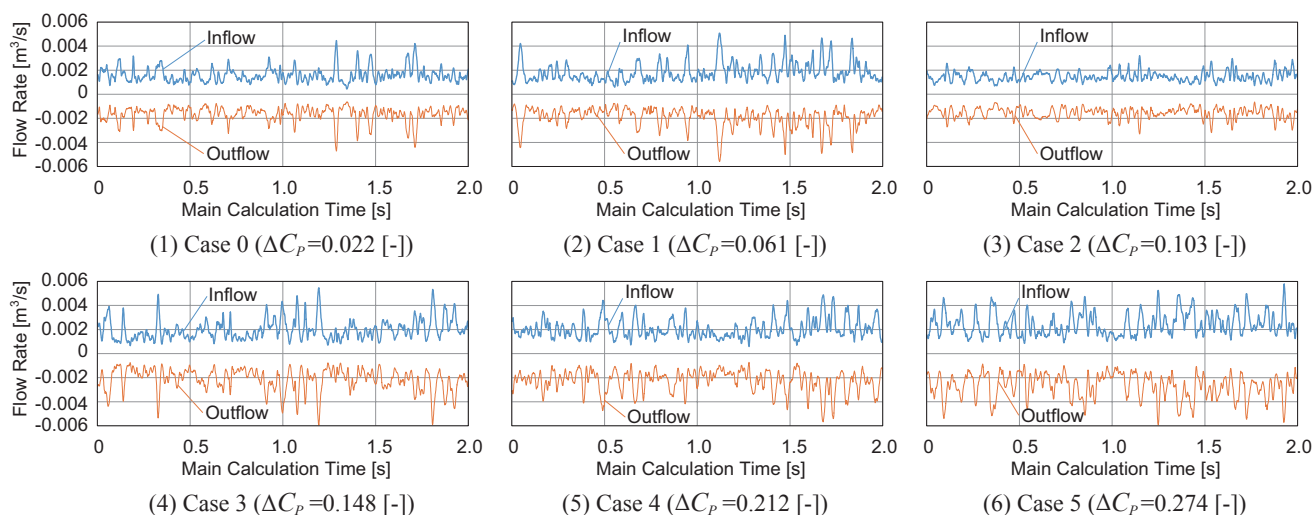 Flow Rate [m³/s]
0.006
0.004
0.002
0
-0.002
-0.004
-0.006
Inflow
Outflow
0 0.5 1.0 1.5 2.0
Main Calculation Time [s]
(1) Case 0 (ΔC_P=0.022 [-])
Inflow
Outflow
0 0.5 1.0 1.5 2.0
Main Calculation Time [s]
(2) Case 1 (ΔC_P=0.061 [-])
Inflow
Outflow
0 0.5 1.0 1.5 2.0
Main Calculation Time [s]
(3) Case 2 (ΔC_P=0.103 [-])
Flow Rate [m³/s]
0.006
0.004
0.002
0
-0.002
-0.004
-0.006
Inflow
Outflow
0 0.5 1.0 1.5 2.0
Main Calculation Time [s]
(4) Case 3 (ΔC_P=0.148 [-])
Inflow
Outflow
0 0.5 1.0 1.5 2.0
Main Calculation Time [s]
(5) Case 4 (ΔC_P=0.212 [-])
Inflow
Outflow
0 0.5 1.0 1.5 2.0
Main Calculation Time [s]
(6) Case 5 (ΔC_P=0.274 [-])